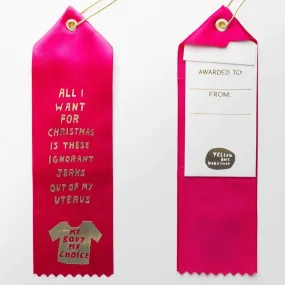 ALL I
WANT
FOR
CHRISTMAS
IS THESE
IGNORANT
JERKS
OUT OF MY
UTERUS
MY
BODY
MY
CHOICE
AWARDED TO:
FROM:
YELLOW
OWL
WORKSHOP